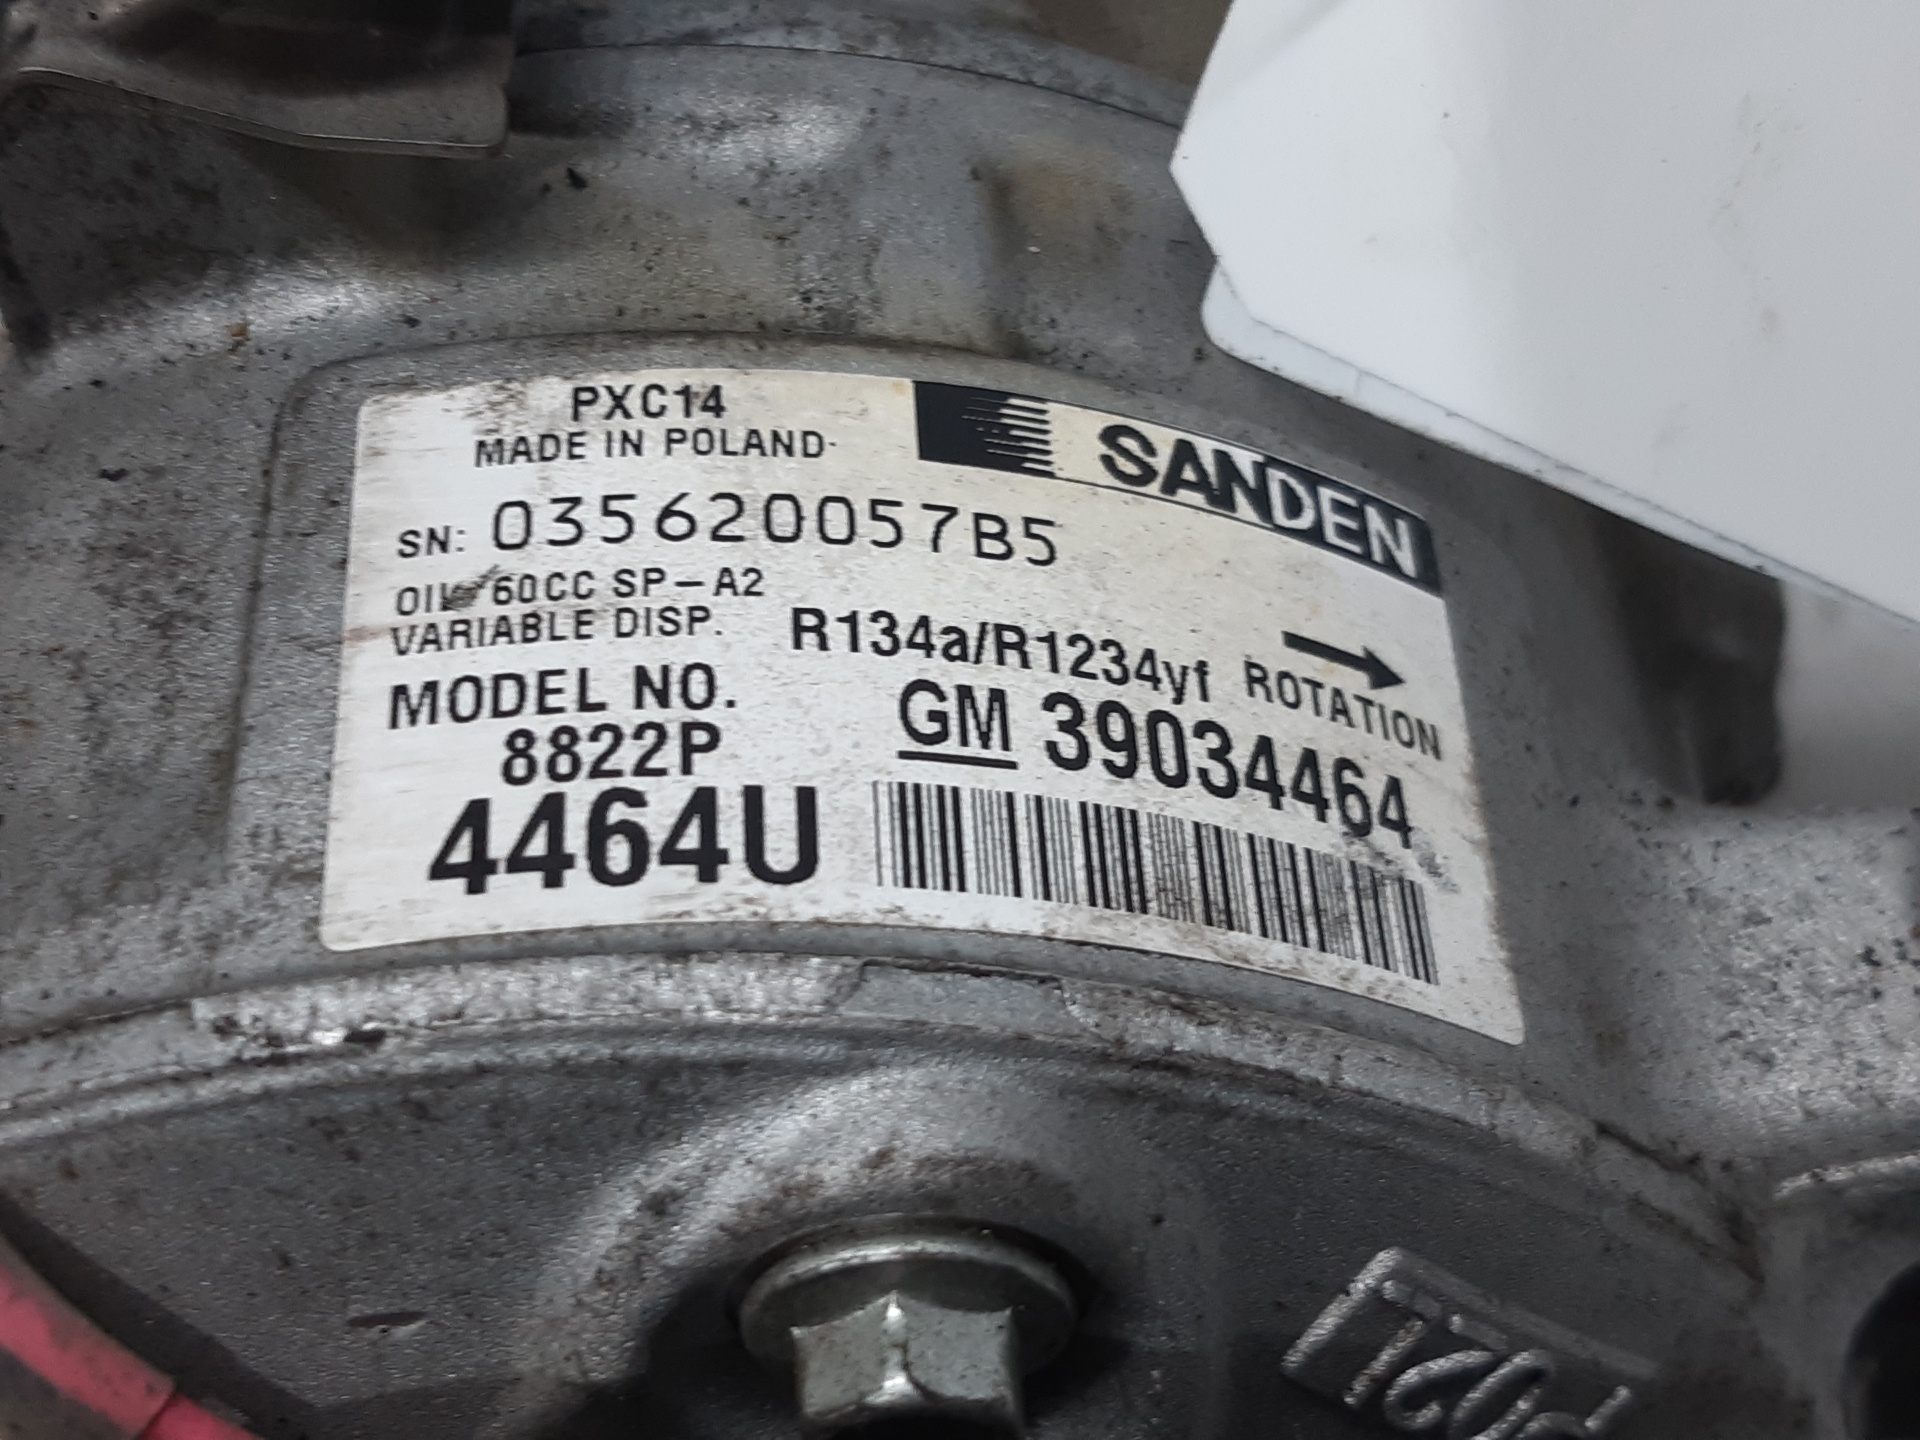 PXC14
MADE IN POLAND
SANDEN
SN: 035620057B5
OIL 60CC SP-A2
VARIABLE DISP.
R134a/R1234yf
ROTATION
MODEL NO.
8822P
GM 39034464
4464U